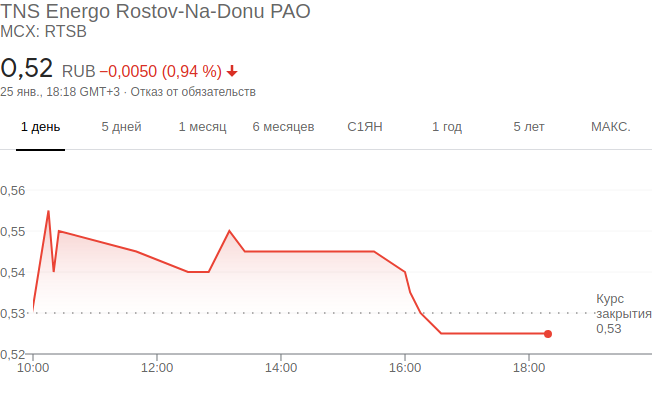 TNS Energo Rostov-Na-Donu PAO
MCX: RTSB
0,52 RUB −0,0050 (0,94 %)
25 янв., 18:18 GMT+3 · Отказ от обязательств
1 день 5 дней 1 месяц 6 месяцев С1ЯН 1 год 5 лет МАКС.
0,56
0,55
0,54
0,53
0,52
Курс
закрытия
0,53
10:00 12:00 14:00 16:00 18:00